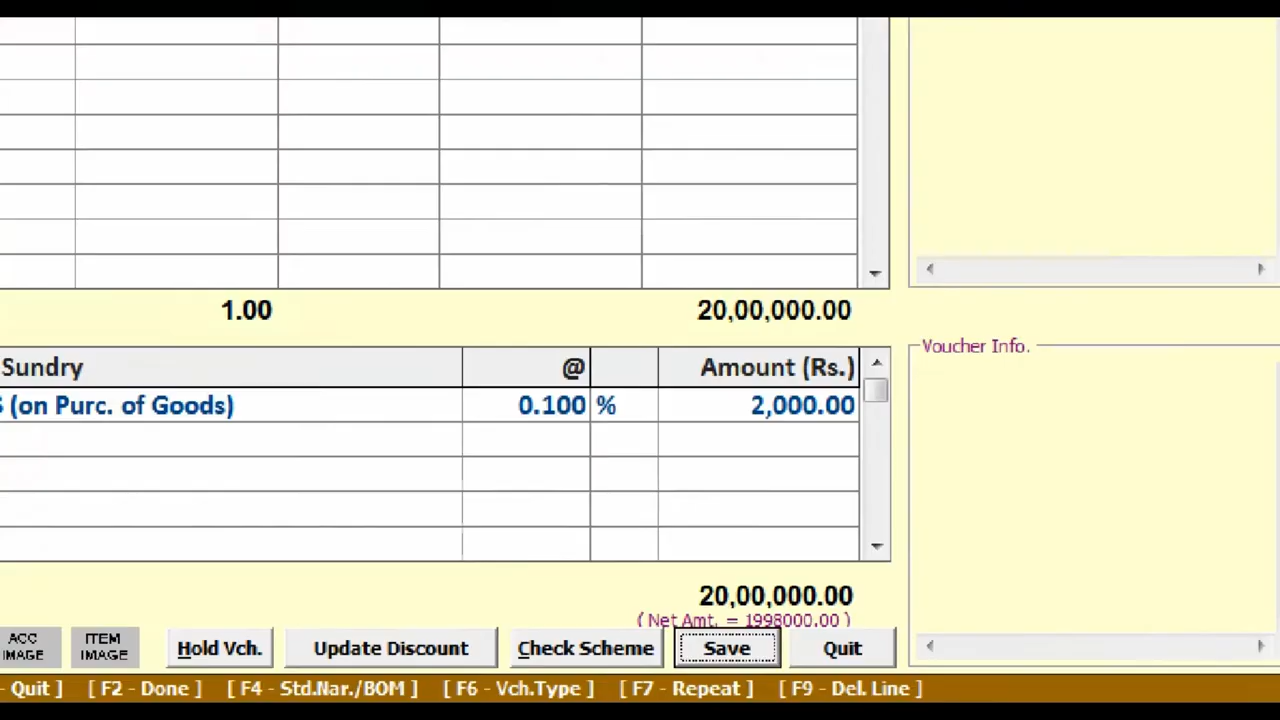 1.00 20,00,000.00
Voucher Info.
Sundry @ Amount (Rs.)
(on Purc. of Goods) 0.100 % 2,000.00
20,00,000.00
( Net Amt. = 1998000.00 )
ACC
IMAGE
ITEM
IMAGE
Hold Vch. Update Discount Check Scheme Save Quit
- Quit ] [ F2 - Done ] [ F4 - Std.Nar./BOM ] [ F6 - Vch.Type ] [ F7 - Repeat ] [ F9 - Del. Line ]